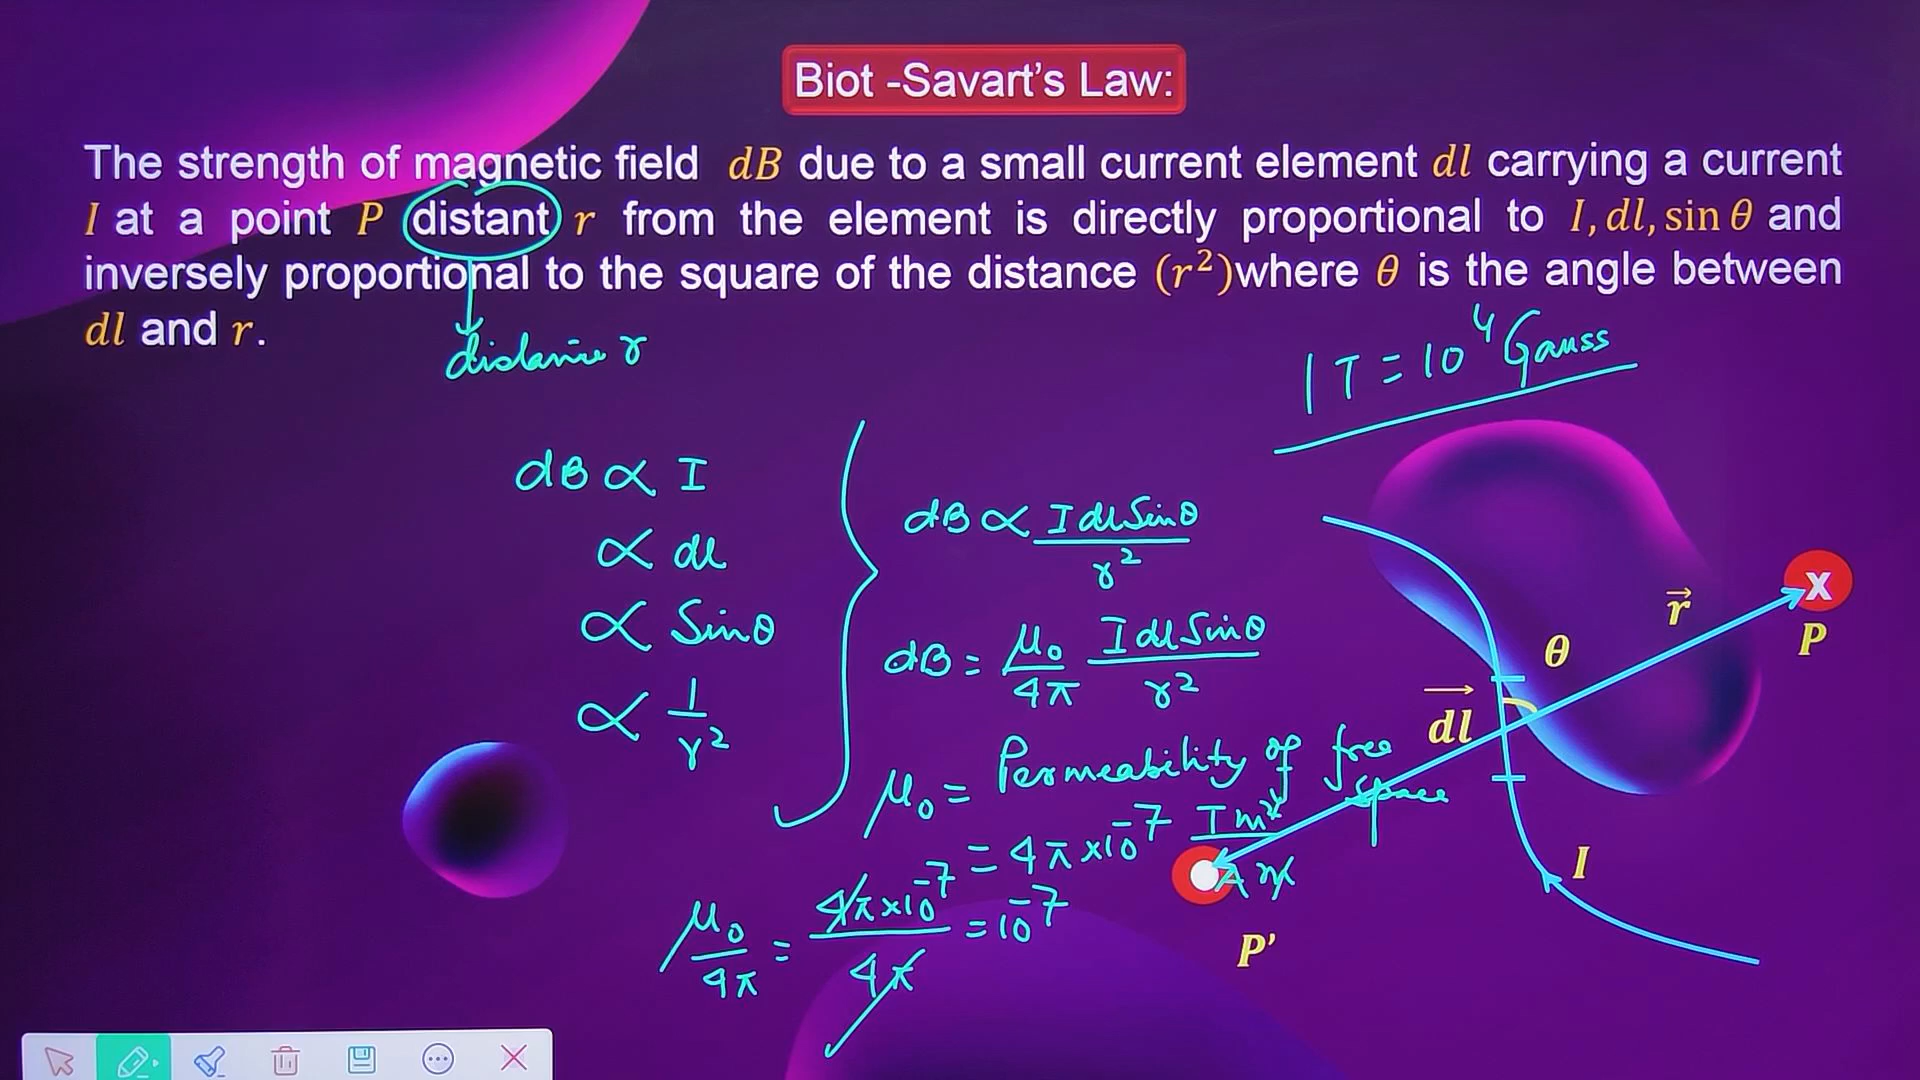 Biot -Savart's Law:
The strength of magnetic field dB due to a small current element dl carrying a current
I at a point P distant r from the element is directly proportional to I, dl, sin θ and
inversely proportional to the square of the distance (r²)where θ is the angle between
dl and r.
distance r
1 T = 10⁴ Gauss
dB ∝ I
∝ dl
∝ Sinθ
∝ 1/r²
dB ∝ I dl Sinθ / r²
dB = μ₀/4π I dl Sinθ / r²
μ₀ = Permeability of free
space
= 4π×10⁻⁷ T m² / A m
μ₀/4π = 4π×10⁻⁷ / 4π = 10⁻⁷
x
r⃗
P
θ
dl⃗
I
P'